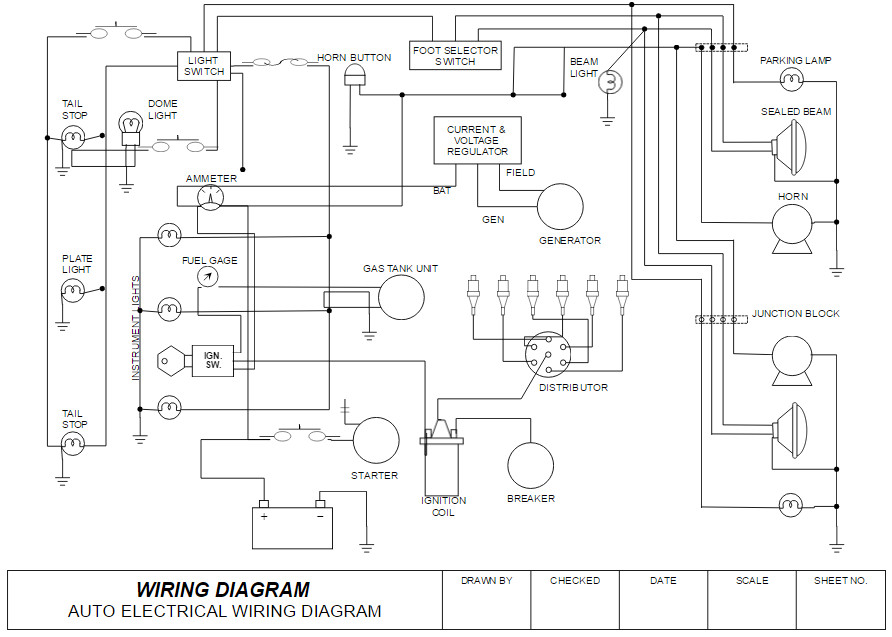 LIGHT
SWITCH
HORN BUTTON
FOOT SELECTOR
SWITCH
BEAM
LIGHT
PARKING LAMP
TAIL
STOP
DOME
LIGHT
SEALED BEAM
CURRENT &
VOLTAGE
REGULATOR
FIELD
AMMETER
BAT
GEN
HORN
GENERATOR
PLATE
LIGHT
FUEL GAGE
GAS TANK UNIT
INSTRUMENT LIGHTS
JUNCTION BLOCK
IGN.
SW.
DISTRIBUTOR
TAIL
STOP
STARTER
IGNITION
COIL
BREAKER
+ −
WIRING DIAGRAM
AUTO ELECTRICAL WIRING DIAGRAM
DRAWN BY
CHECKED
DATE
SCALE
SHEET NO.